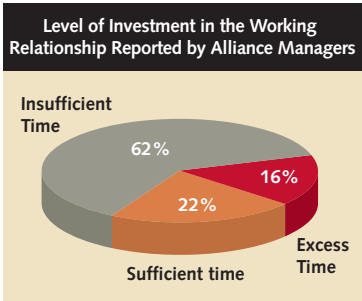 Level of Investment in the Working
Relationship Reported by Alliance Managers
Insufficient
Time
62%
16%
22%
Excess
Time
Sufficient time